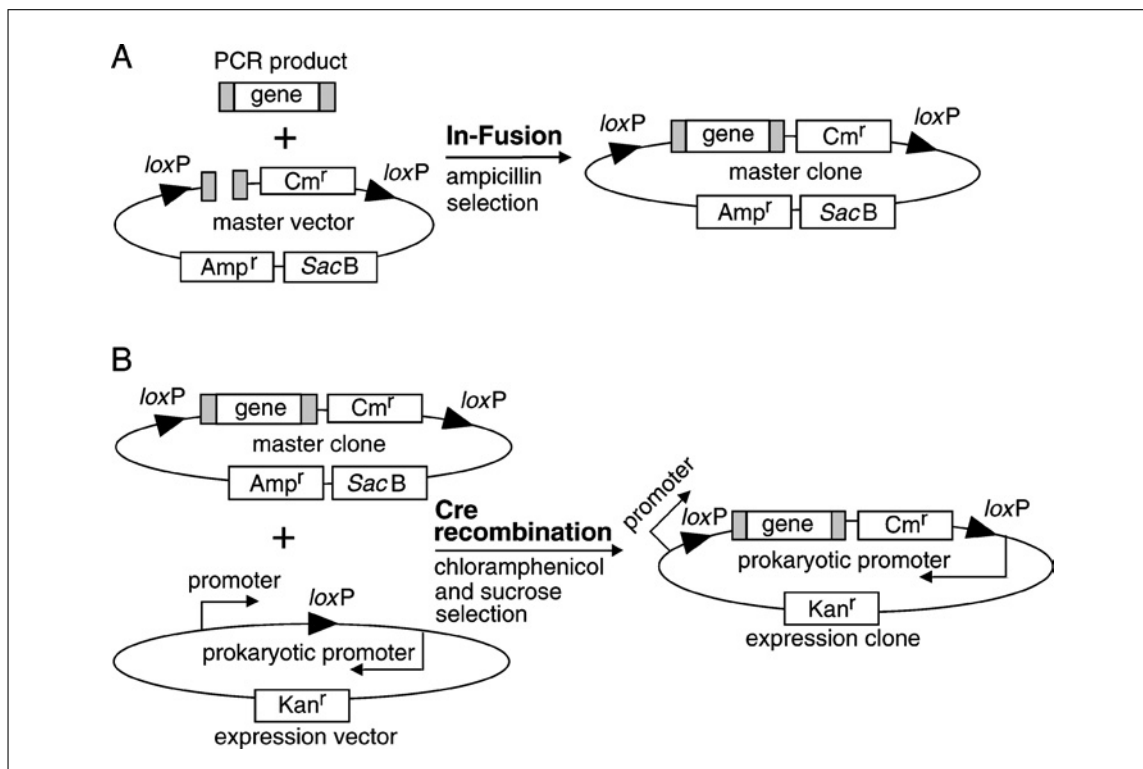 A
PCR product
gene
+
loxP
Cmʳ
loxP
master vector
Ampʳ
SacB
In-Fusion
ampicillin
selection
loxP
gene
Cmʳ
loxP
master clone
Ampʳ
SacB
B
loxP
gene
Cmʳ
loxP
master clone
Ampʳ
SacB
+
promoter
loxP
prokaryotic promoter
Kanʳ
expression vector
Cre
recombination
chloramphenicol
and sucrose
selection
promoter
loxP
gene
Cmʳ
loxP
prokaryotic promoter
Kanʳ
expression clone